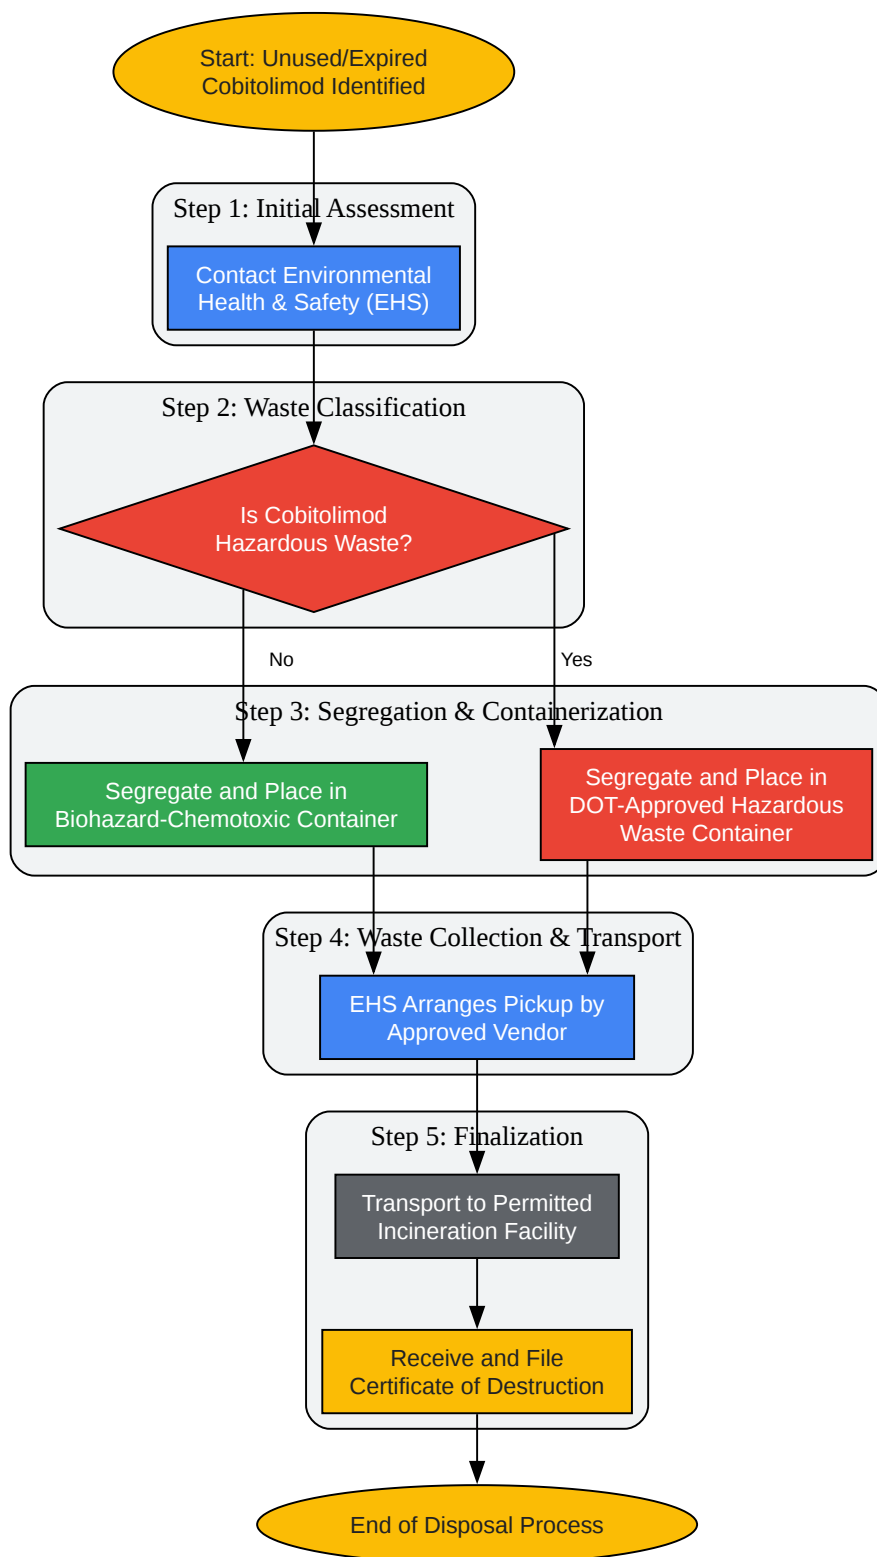 Start: Unused/Expired
Cobitolimod Identified
Step 1: Initial Assessment
Contact Environmental
Health & Safety (EHS)
Step 2: Waste Classification
Is Cobitolimod
Hazardous Waste?
No
Yes
Step 3: Segregation & Containerization
Segregate and Place in
Biohazard-Chemotoxic Container
Segregate and Place in
DOT-Approved Hazardous
Waste Container
Step 4: Waste Collection & Transport
EHS Arranges Pickup by
Approved Vendor
Step 5: Finalization
Transport to Permitted
Incineration Facility
Receive and File
Certificate of Destruction
End of Disposal Process